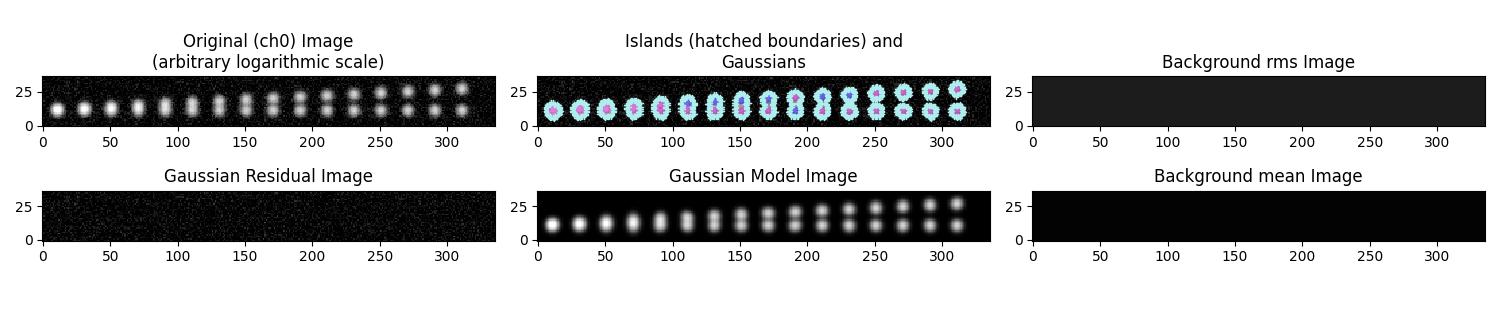 Original (ch0) Image
(arbitrary logarithmic scale)
25
0
0 50 100 150 200 250 300
Islands (hatched boundaries) and
Gaussians
25
0
0 50 100 150 200 250 300
Background rms Image
25
0
0 50 100 150 200 250 300
Gaussian Residual Image
25
0
0 50 100 150 200 250 300
Gaussian Model Image
25
0
0 50 100 150 200 250 300
Background mean Image
25
0
0 50 100 150 200 250 300